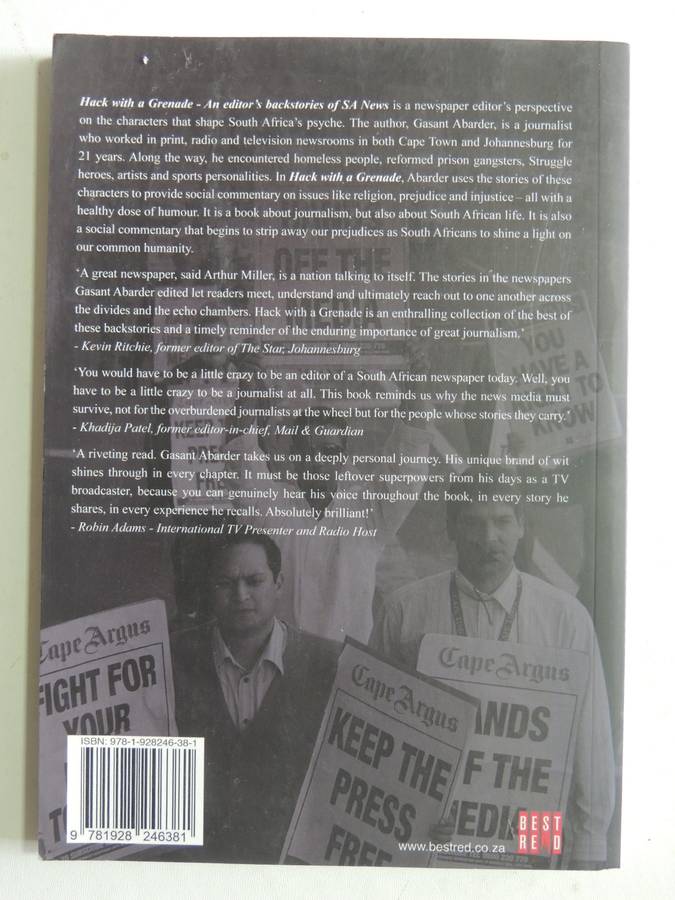 Hack with a Grenade - An editor's backstories of SA News is a newspaper editor's perspective
on the characters that shape South Africa's psyche. The author, Gasant Abarder, is a journalist
who worked in print, radio and television newsrooms in both Cape Town and Johannesburg for
21 years. Along the way, he encountered homeless people, reformed prison gangsters, Struggle
heroes, artists and sports personalities. In Hack with a Grenade, Abarder uses the stories of these
characters to provide social commentary on issues like religion, prejudice and injustice – all with a
healthy dose of humour. It is a book about journalism, but also about South African life. It is also
a social commentary that begins to strip away our prejudices as South Africans to shine a light on
our common humanity.
'A great newspaper, said Arthur Miller, is a nation talking to itself. The stories in the newspapers
Gasant Abarder edited let readers meet, understand and ultimately reach out to one another across
the divides and the echo chambers. Hack with a Grenade is an enthralling collection of the best of
these backstories and a timely reminder of the enduring importance of great journalism.'
- Kevin Ritchie, former editor of The Star, Johannesburg
'You would have to be a little crazy to be an editor of a South African newspaper today. Well, you
have to be a little crazy to be a journalist at all. This book reminds us why the news media must
survive, not for the overburdened journalists at the wheel but for the people whose stories they carry.'
- Khadija Patel, former editor-in-chief, Mail & Guardian
'A riveting read. Gasant Abarder takes us on a deeply personal journey. His unique brand of wit
shines through in every chapter. It must be those leftover superpowers from his days as a TV
broadcaster, because you can genuinely hear his voice throughout the book, in every story he
shares, in every experience he recalls. Absolutely brilliant!'
- Robin Adams - International TV Presenter and Radio Host
OFF THE
YOU
HAVE A
TO
KNOW
KEEP
Cape Argus
FIGHT FOR
YOUR
Cape Argus
KEEP THE
PRESS
FREE
Cape Argus
HANDS
OFF THE
MEDIA
ISBN: 978-1-928246-38-1
9 781928 246381
www.bestred.co.za
BEST
RED